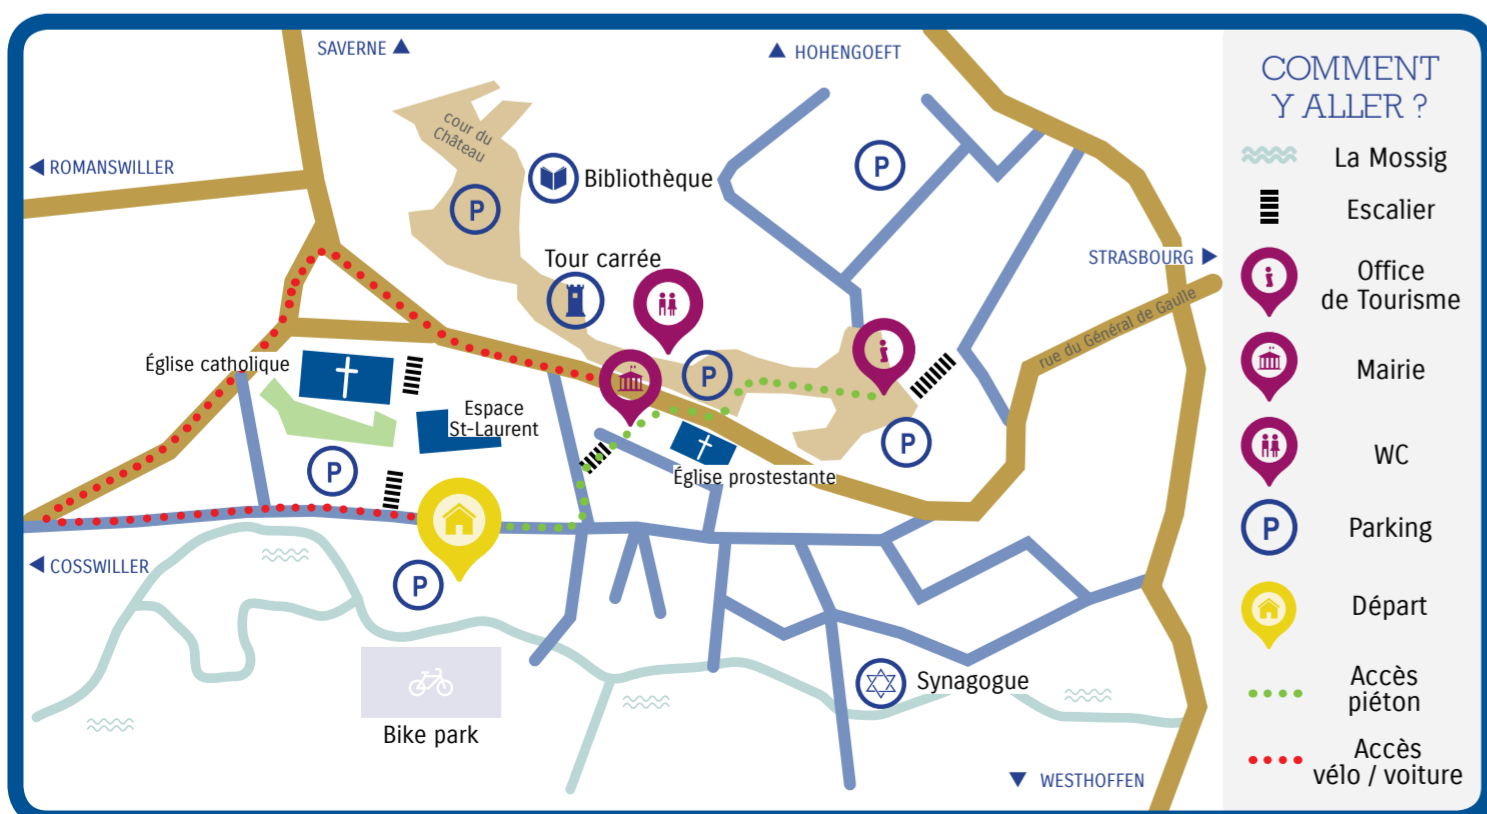 SAVERNE
HOHENGOEFT
ROMANSWILLER
cour du
Château
P
Bibliothèque
P
STRASBOURG
Tour carrée
rue du Général de Gaulle
Église catholique
P
Espace
St-Laurent
P
P
Église prostestante
COSSWILLER
P
Bike park
Synagogue
WESTHOFFEN
COMMENT
Y ALLER ?
La Mossig
Escalier
Office
de Tourisme
Mairie
WC
P
Parking
Départ
Accès
piéton
Accès
vélo / voiture